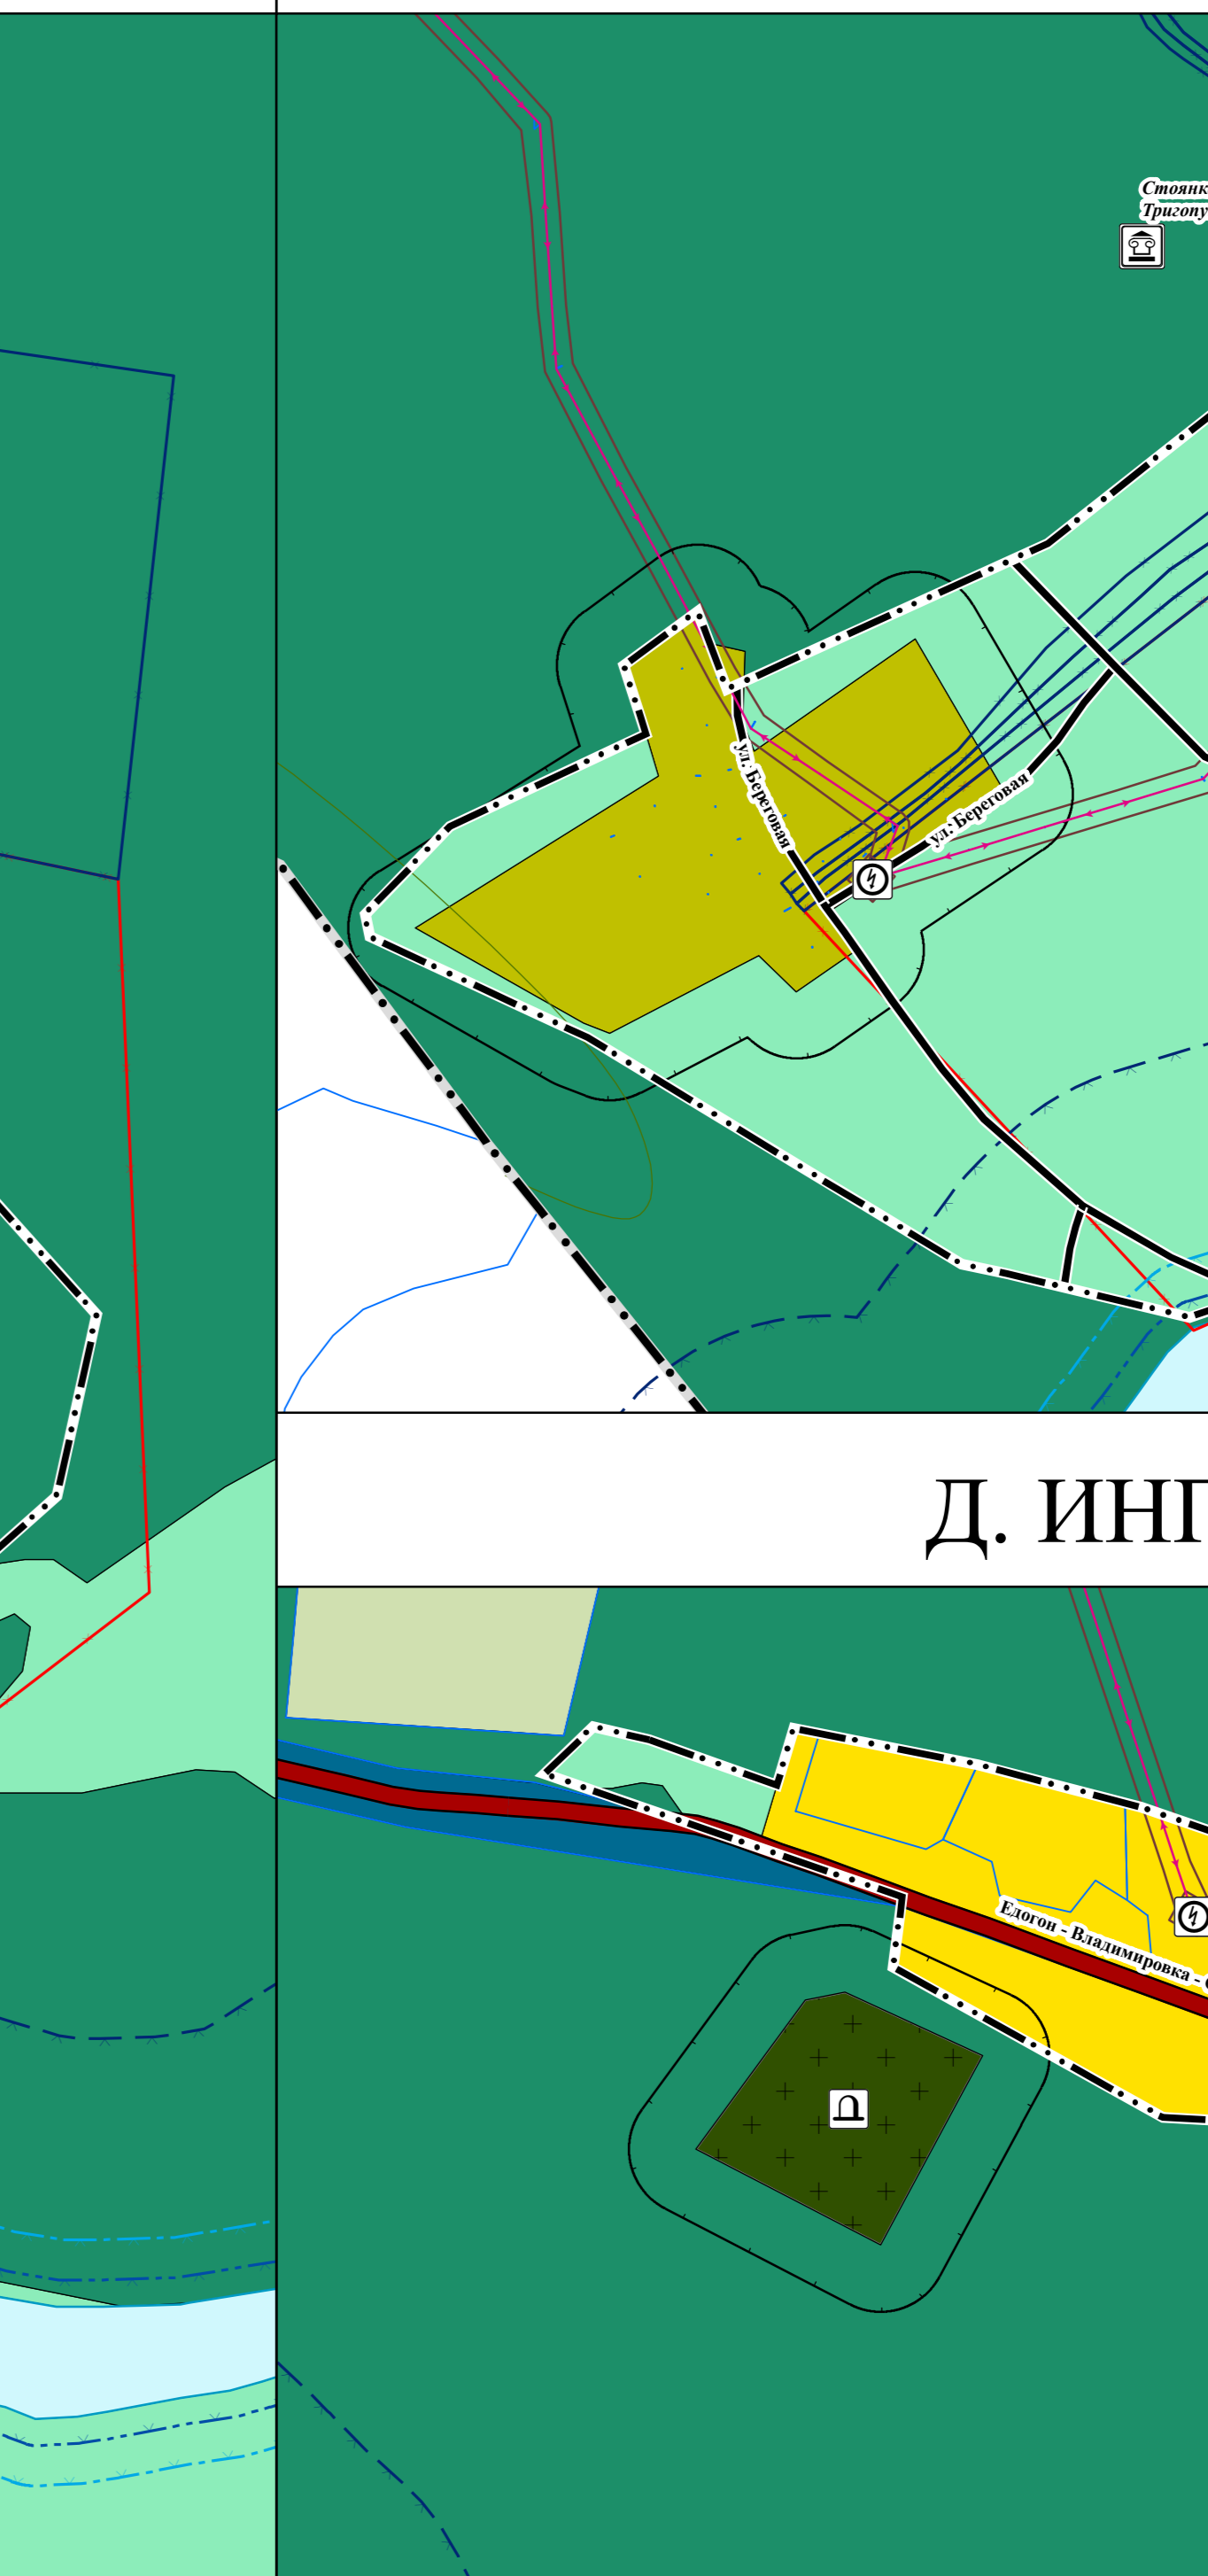 Стоянк
Тригопу
ул. Береговая
ул. Береговая
Д. ИНГ
Едогон - Владимировка -